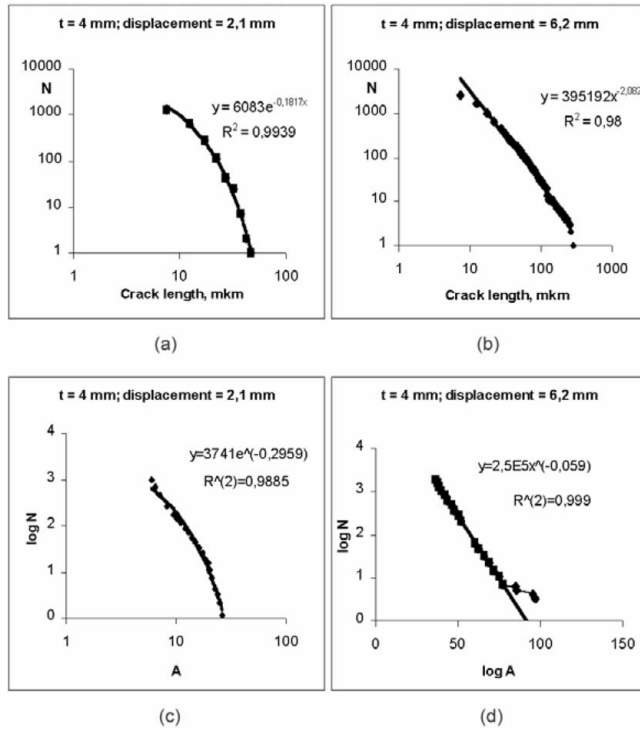 t = 4 mm; displacement = 2,1 mm
10000
N
1000
100
10
1
y = 6083e^-0,1817x
R² = 0,9939
1 10 100
Crack length, mkm
(a)
t = 4 mm; displacement = 6,2 mm
10000
N
1000
100
10
1
y = 395192x^-2,082
R² = 0,98
1 10 100 1000
Crack length, mkm
(b)
t = 4 mm; displacement = 2,1 mm
4
3
2
1
0
log N
y=3741e^(-0,2959)
R^(2)=0,9885
1 10 100
A
(c)
t = 4 mm; displacement = 6,2 mm
4
3
2
1
0
log N
y=2,5E5x^(-0,059)
R^(2)=0,999
0 50 100 150
log A
(d)